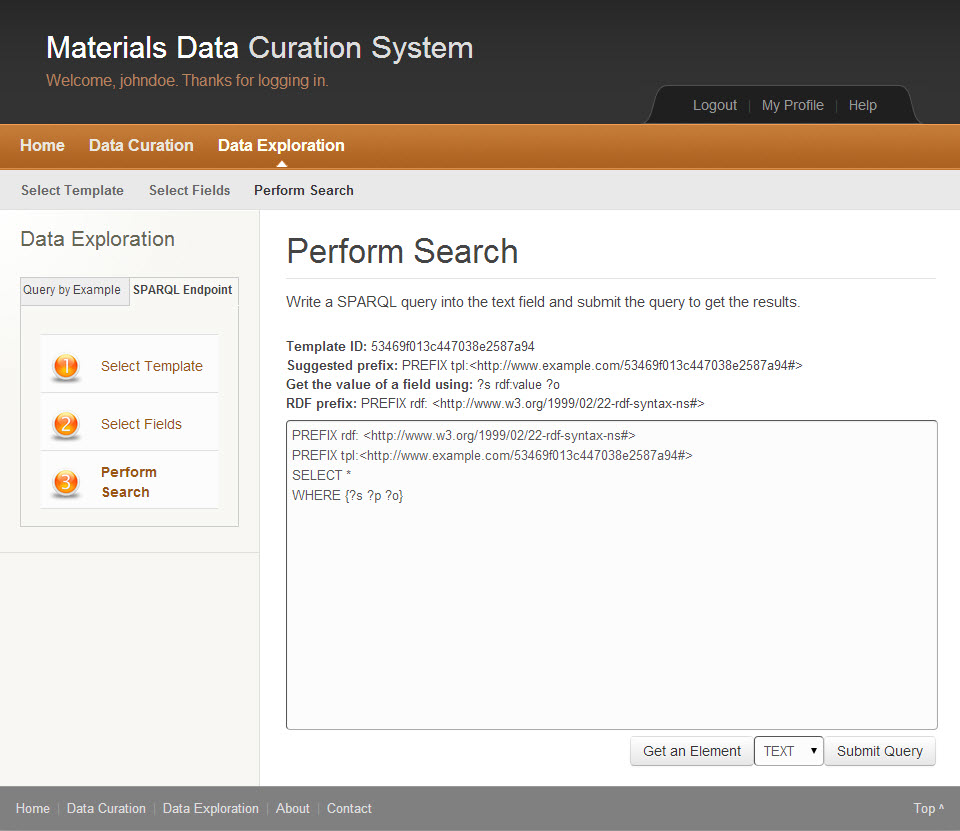 Materials Data Curation System
Welcome, johndoe. Thanks for logging in.
Logout | My Profile | Help
Home Data Curation Data Exploration
Select Template Select Fields Perform Search
Data Exploration
Query by Example SPARQL Endpoint
1 Select Template
2 Select Fields
3 Perform
Search
Perform Search
Write a SPARQL query into the text field and submit the query to get the results.
Template ID: 53469f013c447038e2587a94
Suggested prefix: PREFIX tpl:<http://www.example.com/53469f013c447038e2587a94#>
Get the value of a field using: ?s rdf:value ?o
RDF prefix: PREFIX rdf: <http://www.w3.org/1999/02/22-rdf-syntax-ns#>
PREFIX rdf: <http://www.w3.org/1999/02/22-rdf-syntax-ns#>
PREFIX tpl:<http://www.example.com/53469f013c447038e2587a94#>
SELECT *
WHERE {?s ?p ?o}
Get an Element TEXT ▼ Submit Query
Home | Data Curation | Data Exploration | About | Contact Top ^